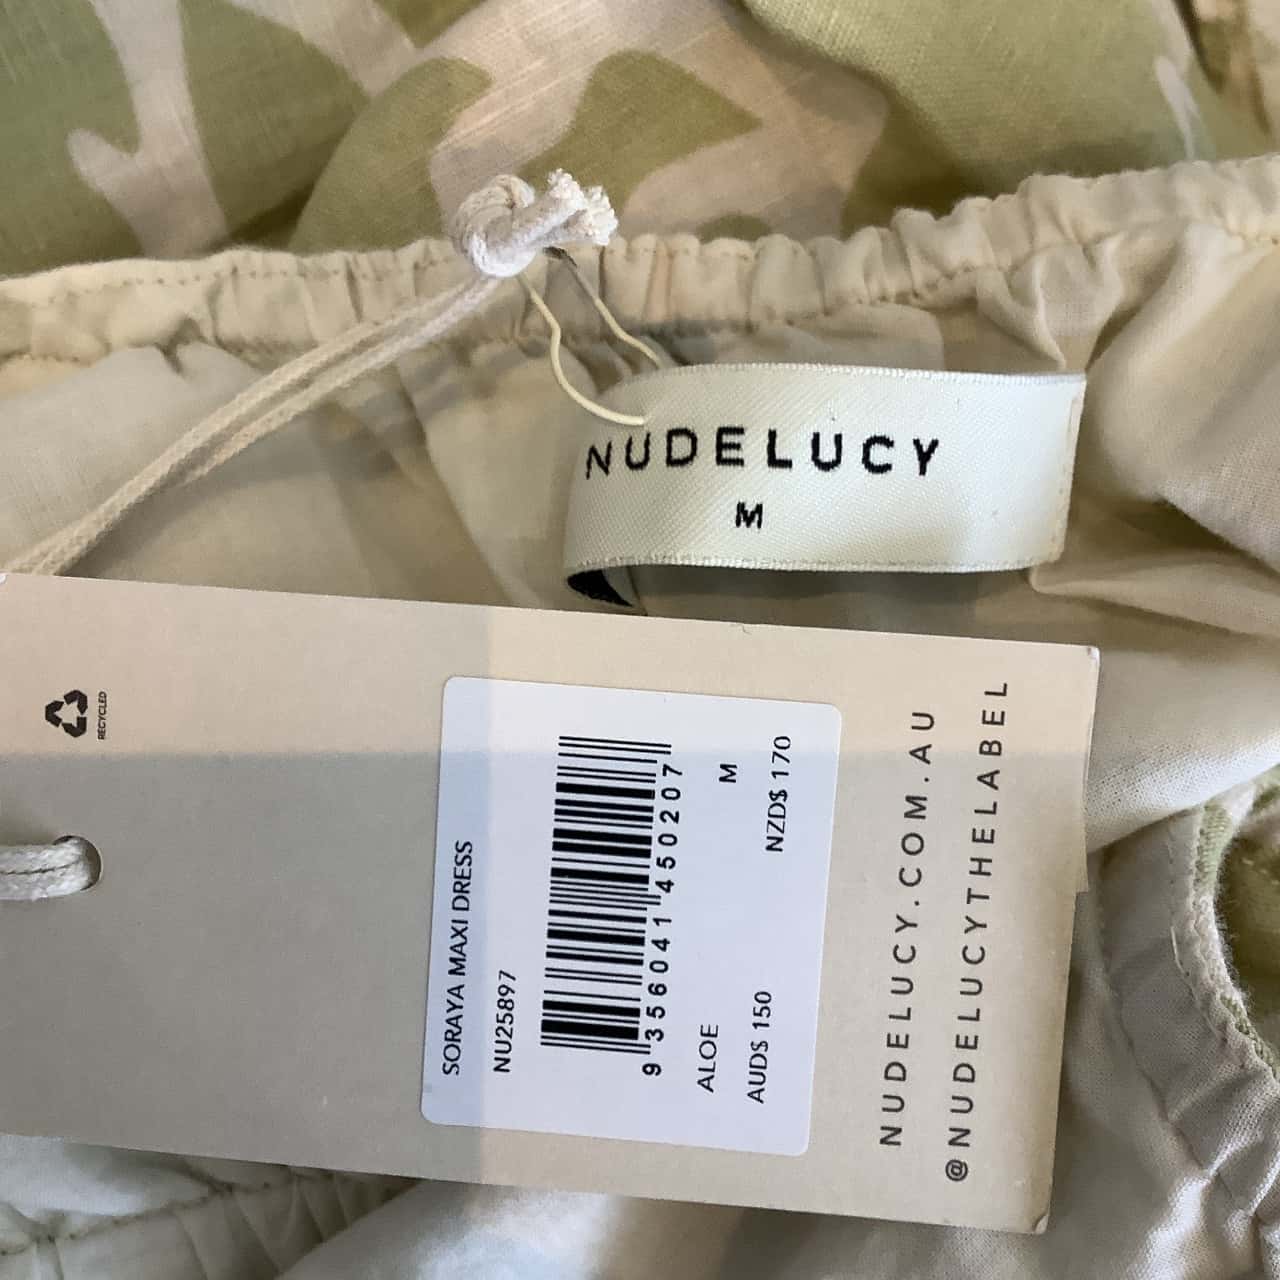 NUDELUCY
M
RECYCLED
SORAYA MAXI DRESS
NU25897
9 356041 450207
ALOE M
AUD$ 150 NZD$ 170
NUDELUCY.COM.AU
@NUDELUCYTHELABEL